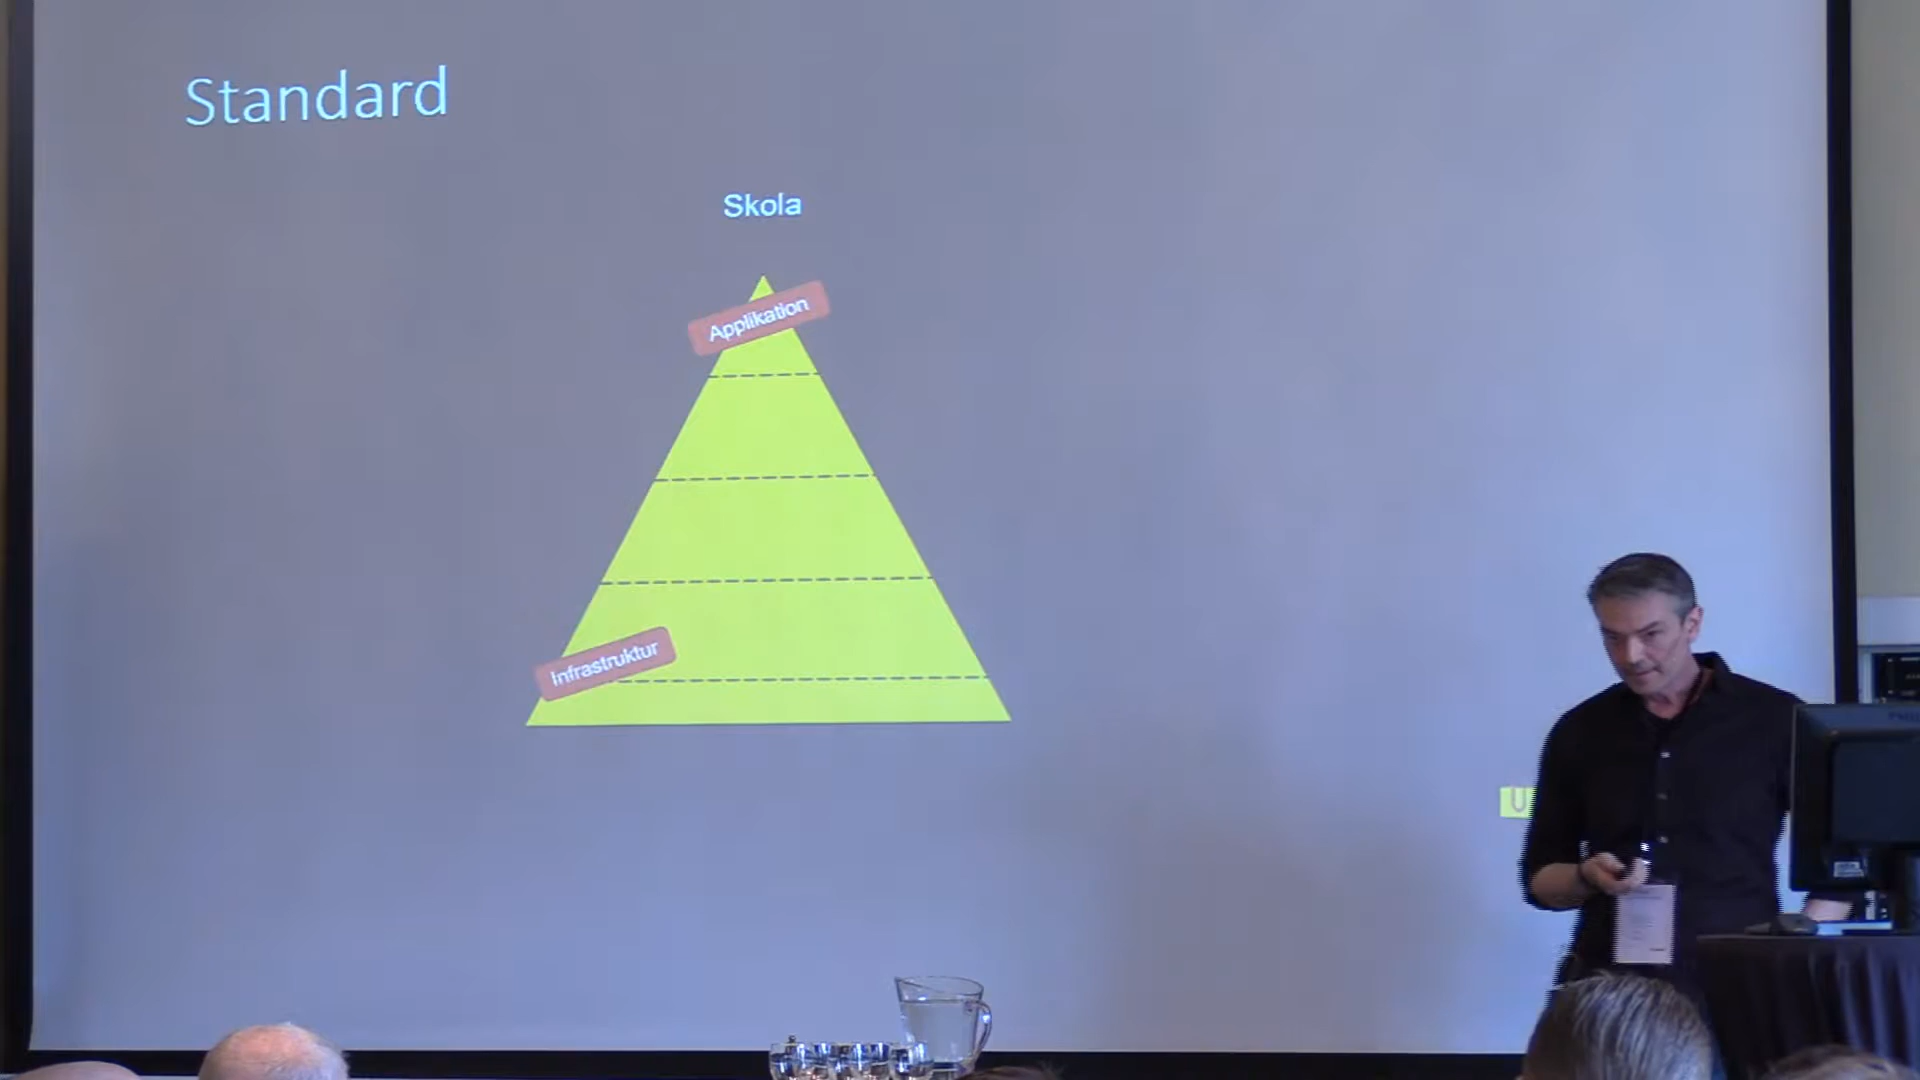 Standard
Skola
Applikation
Infrastruktur
U